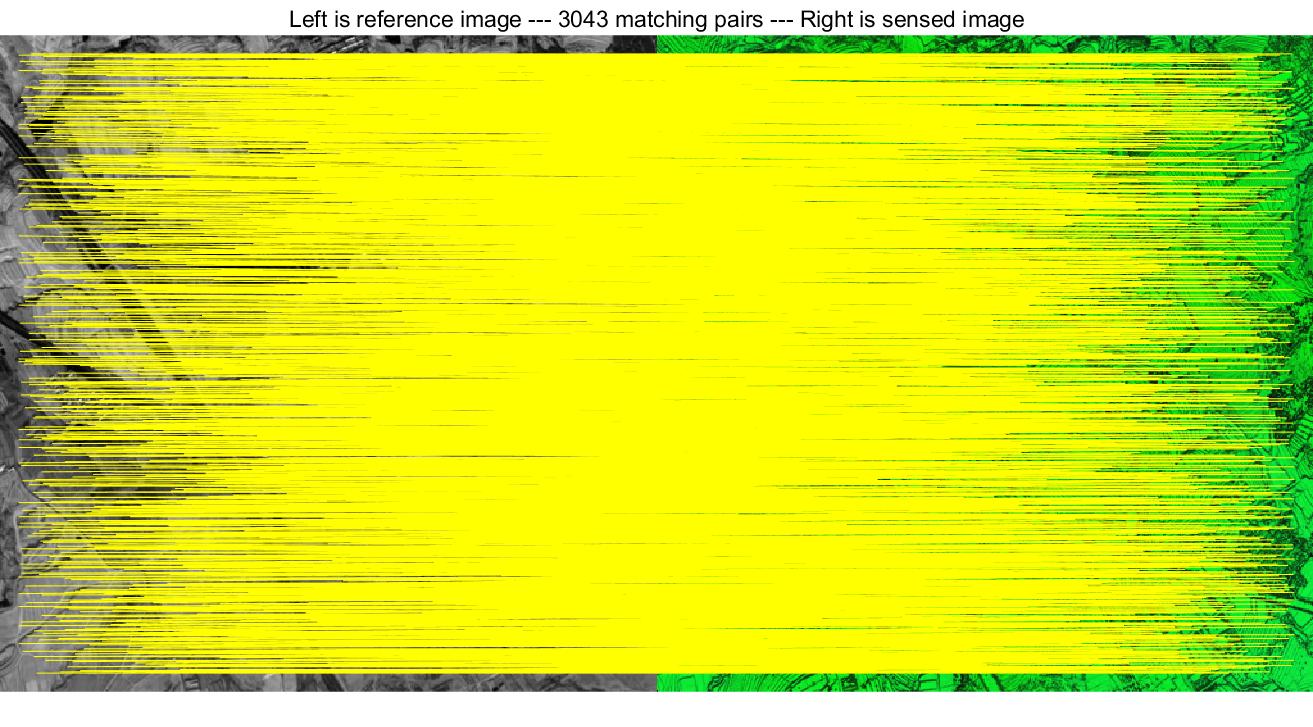 Left is reference image --- 3043 matching pairs --- Right is sensed image